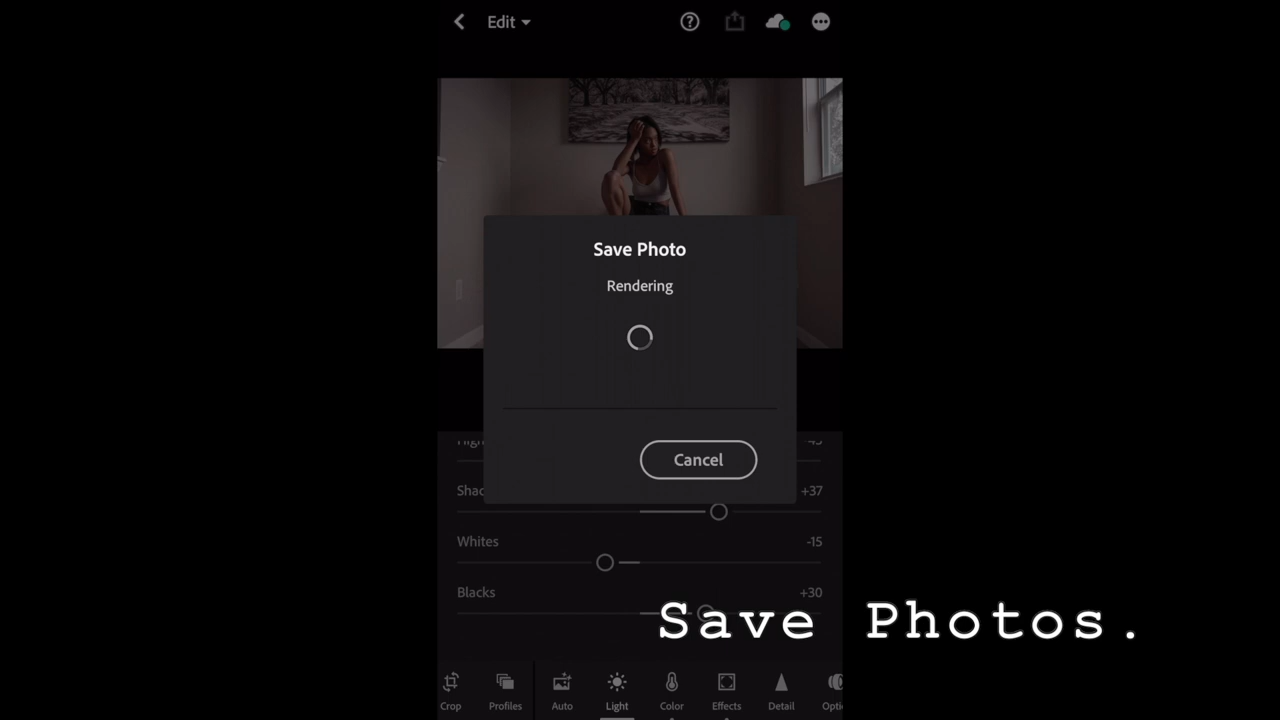 Edit
Save Photo
Rendering
Cancel
+37
Whites -15
Blacks +30
Save Photos.
Crop Profiles Auto Light Color Effects Detail